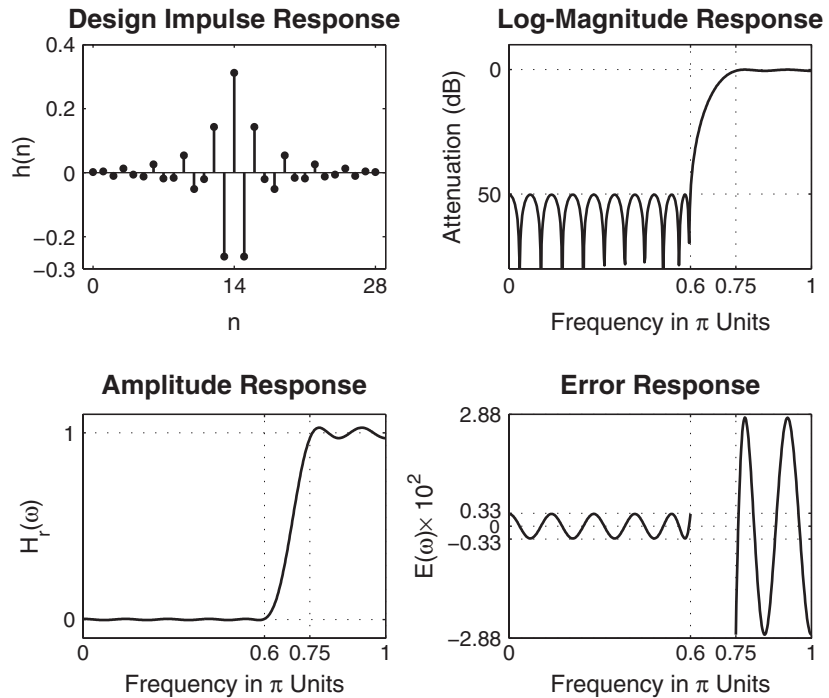 Design Impulse Response
0.4
0.2
0
−0.2
−0.3
h(n)
0
14
28
n
Log-Magnitude Response
0
50
Attenuation (dB)
0
0.6
0.75
1
Frequency in π Units
Amplitude Response
1
0
Hr(ω)
0
0.6
0.75
1
Frequency in π Units
Error Response
2.88
0.33
0
−0.33
−2.88
E(ω)× 10²
0
0.6
0.75
1
Frequency in π Units